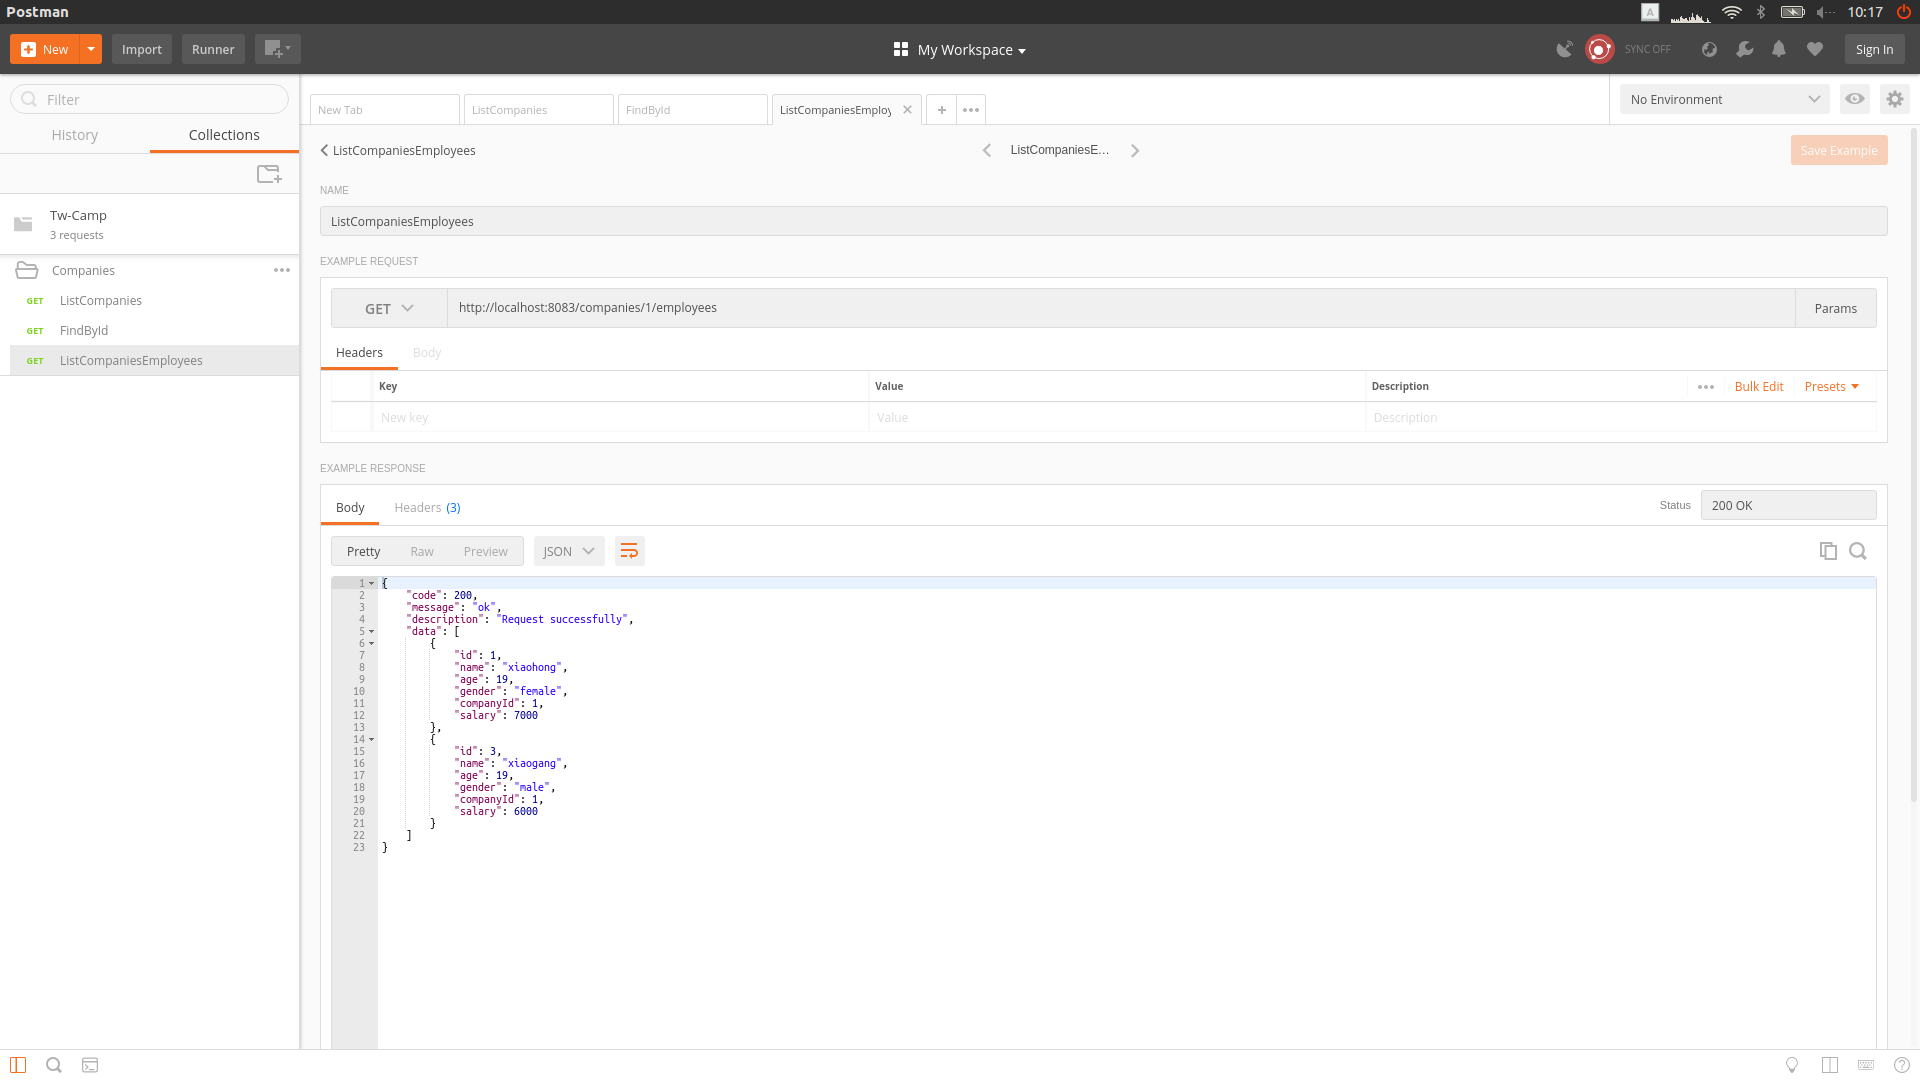 Postman
A
10:17
New
Import
Runner
My Workspace
SYNC OFF
Sign In
Filter
History
Collections
Tw-Camp
3 requests
Companies
GET ListCompanies
GET FindById
GET ListCompaniesEmployees
New Tab
ListCompanies
FindById
ListCompaniesEmploy
No Environment
ListCompaniesEmployees
ListCompaniesE...
Save Example
NAME
ListCompaniesEmployees
EXAMPLE REQUEST
GET
http://localhost:8083/companies/1/employees
Params
Headers
Body
Key
Value
Description
Bulk Edit
Presets
New key
Value
Description
EXAMPLE RESPONSE
Body
Headers (3)
Status
200 OK
Pretty
Raw
Preview
JSON
1 {
2 "code": 200,
3 "message": "ok",
4 "description": "Request successfully",
5 "data": [
6 {
7 "id": 1,
8 "name": "xiaohong",
9 "age": 19,
10 "gender": "female",
11 "companyId": 1,
12 "salary": 7000
13 },
14 {
15 "id": 3,
16 "name": "xiaogang",
17 "age": 19,
18 "gender": "male",
19 "companyId": 1,
20 "salary": 6000
21 }
22 ]
23 }